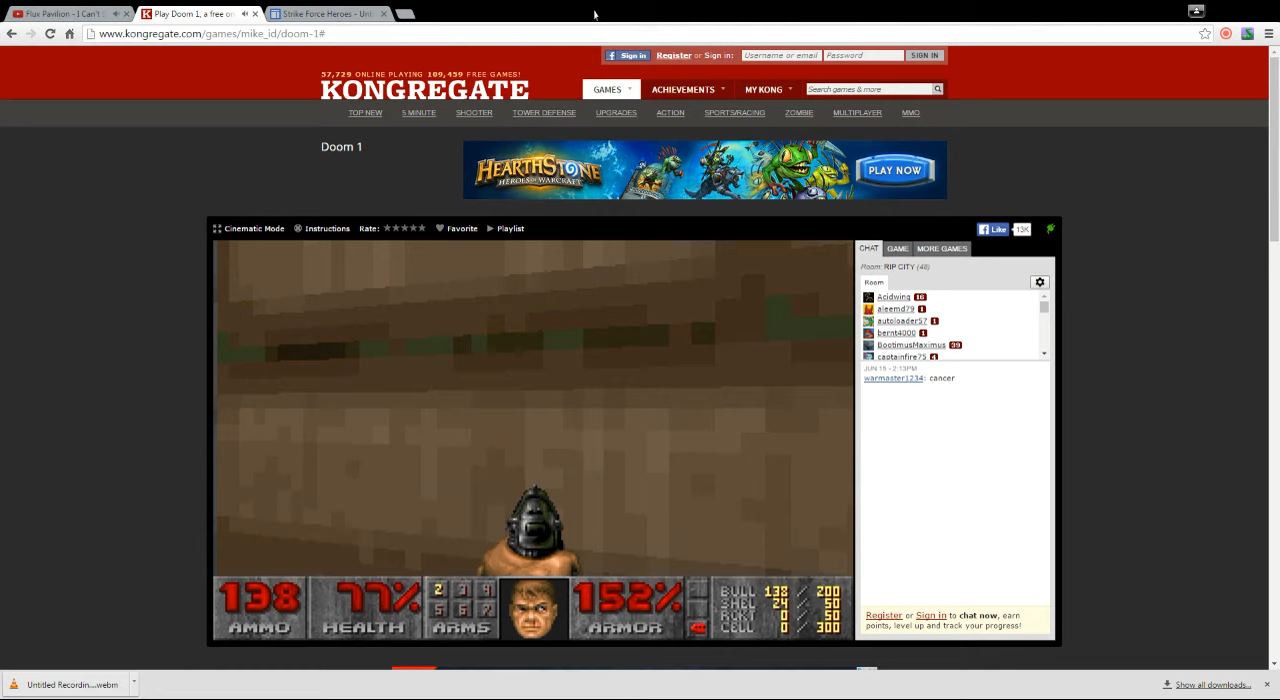 Flux Pavilion - I Can't
Play Doom 1, a free on
Strike Force Heroes - Unt
www.kongregate.com/games/mike_id/doom-1#
Sign in Register or Sign in: Username or email Password SIGN IN
57,729 ONLINE PLAYING 109,459 FREE GAMES!
KONGREGATE
GAMES ACHIEVEMENTS MY KONG Search games & more
TOP NEW 5 MINUTE SHOOTER TOWER DEFENSE UPGRADES ACTION SPORTS/RACING ZOMBIE MULTIPLAYER MMO
Doom 1
HEARTHSTONE
HEROES OF WARCRAFT
PLAY NOW
Cinematic Mode Instructions Rate: Favorite Playlist
Like 13K
CHAT GAME MORE GAMES
Room: RIP CITY (48)
Room
Acidwing 16
aleemd79 1
autoloader57 1
bernt4000 1
BootimusMaximus 39
captainfire75 4
JUN 15 - 2:13PM
warmaster1234: cancer
Register or Sign in to chat now, earn
points, level up and track your progress!
138 77% 2 3 4 152%
5 6 7
AMMO HEALTH ARMS ARMOR
BULL 138 / 200
SHEL 24 / 50
RCKT 0 / 50
CELL 0 / 300
Untitled Recordin....webm
Show all downloads...